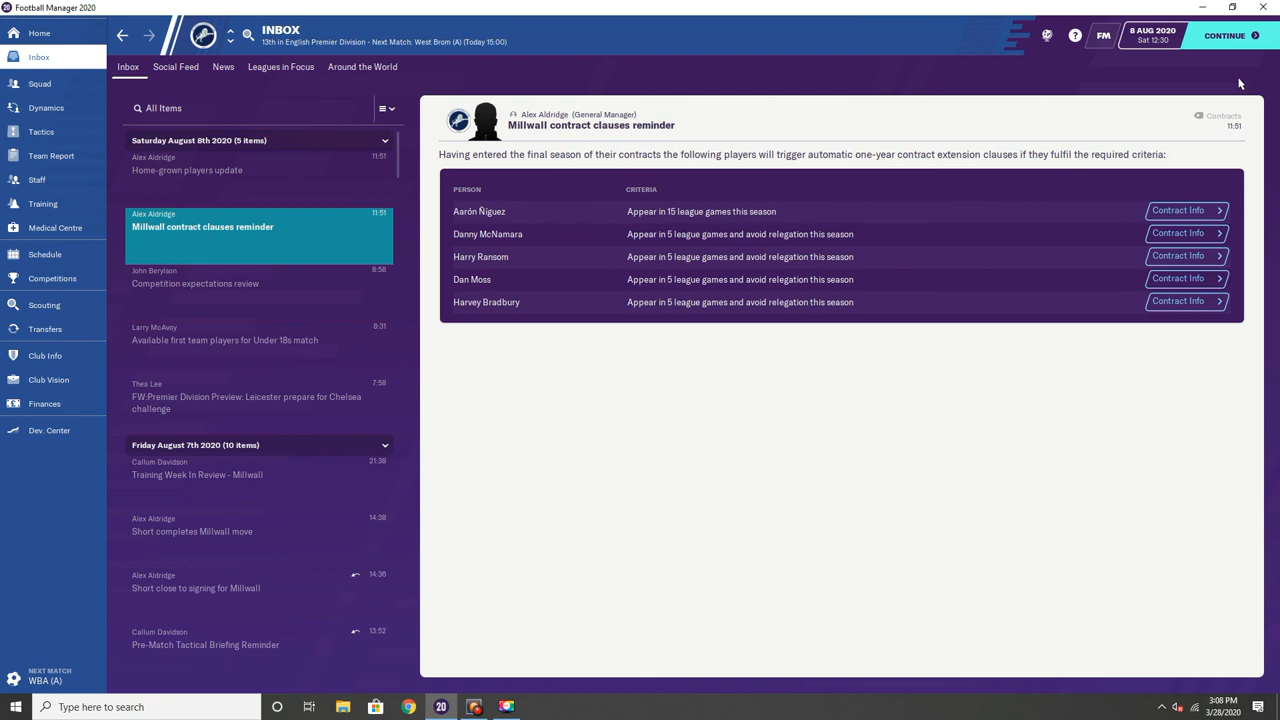 Football Manager 2020
Home
Inbox
Squad
Dynamics
Tactics
Team Report
Staff
Training
Medical Centre
Schedule
Competitions
Scouting
Transfers
Club Info
Club Vision
Finances
Dev. Center
NEXT MATCH
WBA (A)
INBOX
13th in English Premier Division - Next Match: West Brom (A) (Today 15:00)
?
FM
8 AUG 2020
Sat 12:30
CONTINUE
Inbox Social Feed News Leagues in Focus Around the World
All Items
Saturday August 8th 2020 (5 items)
Alex Aldridge 11:51
Home-grown players update
Alex Aldridge 11:51
Millwall contract clauses reminder
John Berylson 8:58
Competition expectations review
Larry McAvoy 8:31
Available first team players for Under 18s match
Thea Lee 7:58
FW:Premier Division Preview: Leicester prepare for Chelsea
challenge
Friday August 7th 2020 (10 items)
Callum Davidson 21:38
Training Week In Review - Millwall
Alex Aldridge 14:38
Short completes Millwall move
Alex Aldridge 14:36
Short close to signing for Millwall
Callum Davidson 13:52
Pre-Match Tactical Briefing Reminder
Alex Aldridge (General Manager)
Millwall contract clauses reminder
Contracts
11:51
Having entered the final season of their contracts the following players will trigger automatic one-year contract extension clauses if they fulfil the required criteria:
PERSON CRITERIA
Aarón Ñíguez Appear in 15 league games this season Contract Info
Danny McNamara Appear in 5 league games and avoid relegation this season Contract Info
Harry Ransom Appear in 5 league games and avoid relegation this season Contract Info
Dan Moss Appear in 5 league games and avoid relegation this season Contract Info
Harvey Bradbury Appear in 5 league games and avoid relegation this season Contract Info
Type here to search
20
3:08 PM
3/28/2020